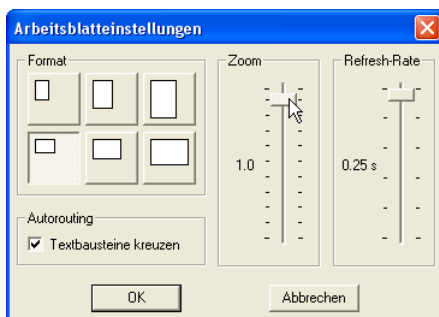 Arbeitsblatteinstellungen
Format
Zoom
Refresh-Rate
1.0
0.25 s
Autorouting
Textbausteine kreuzen
OK
Abbrechen